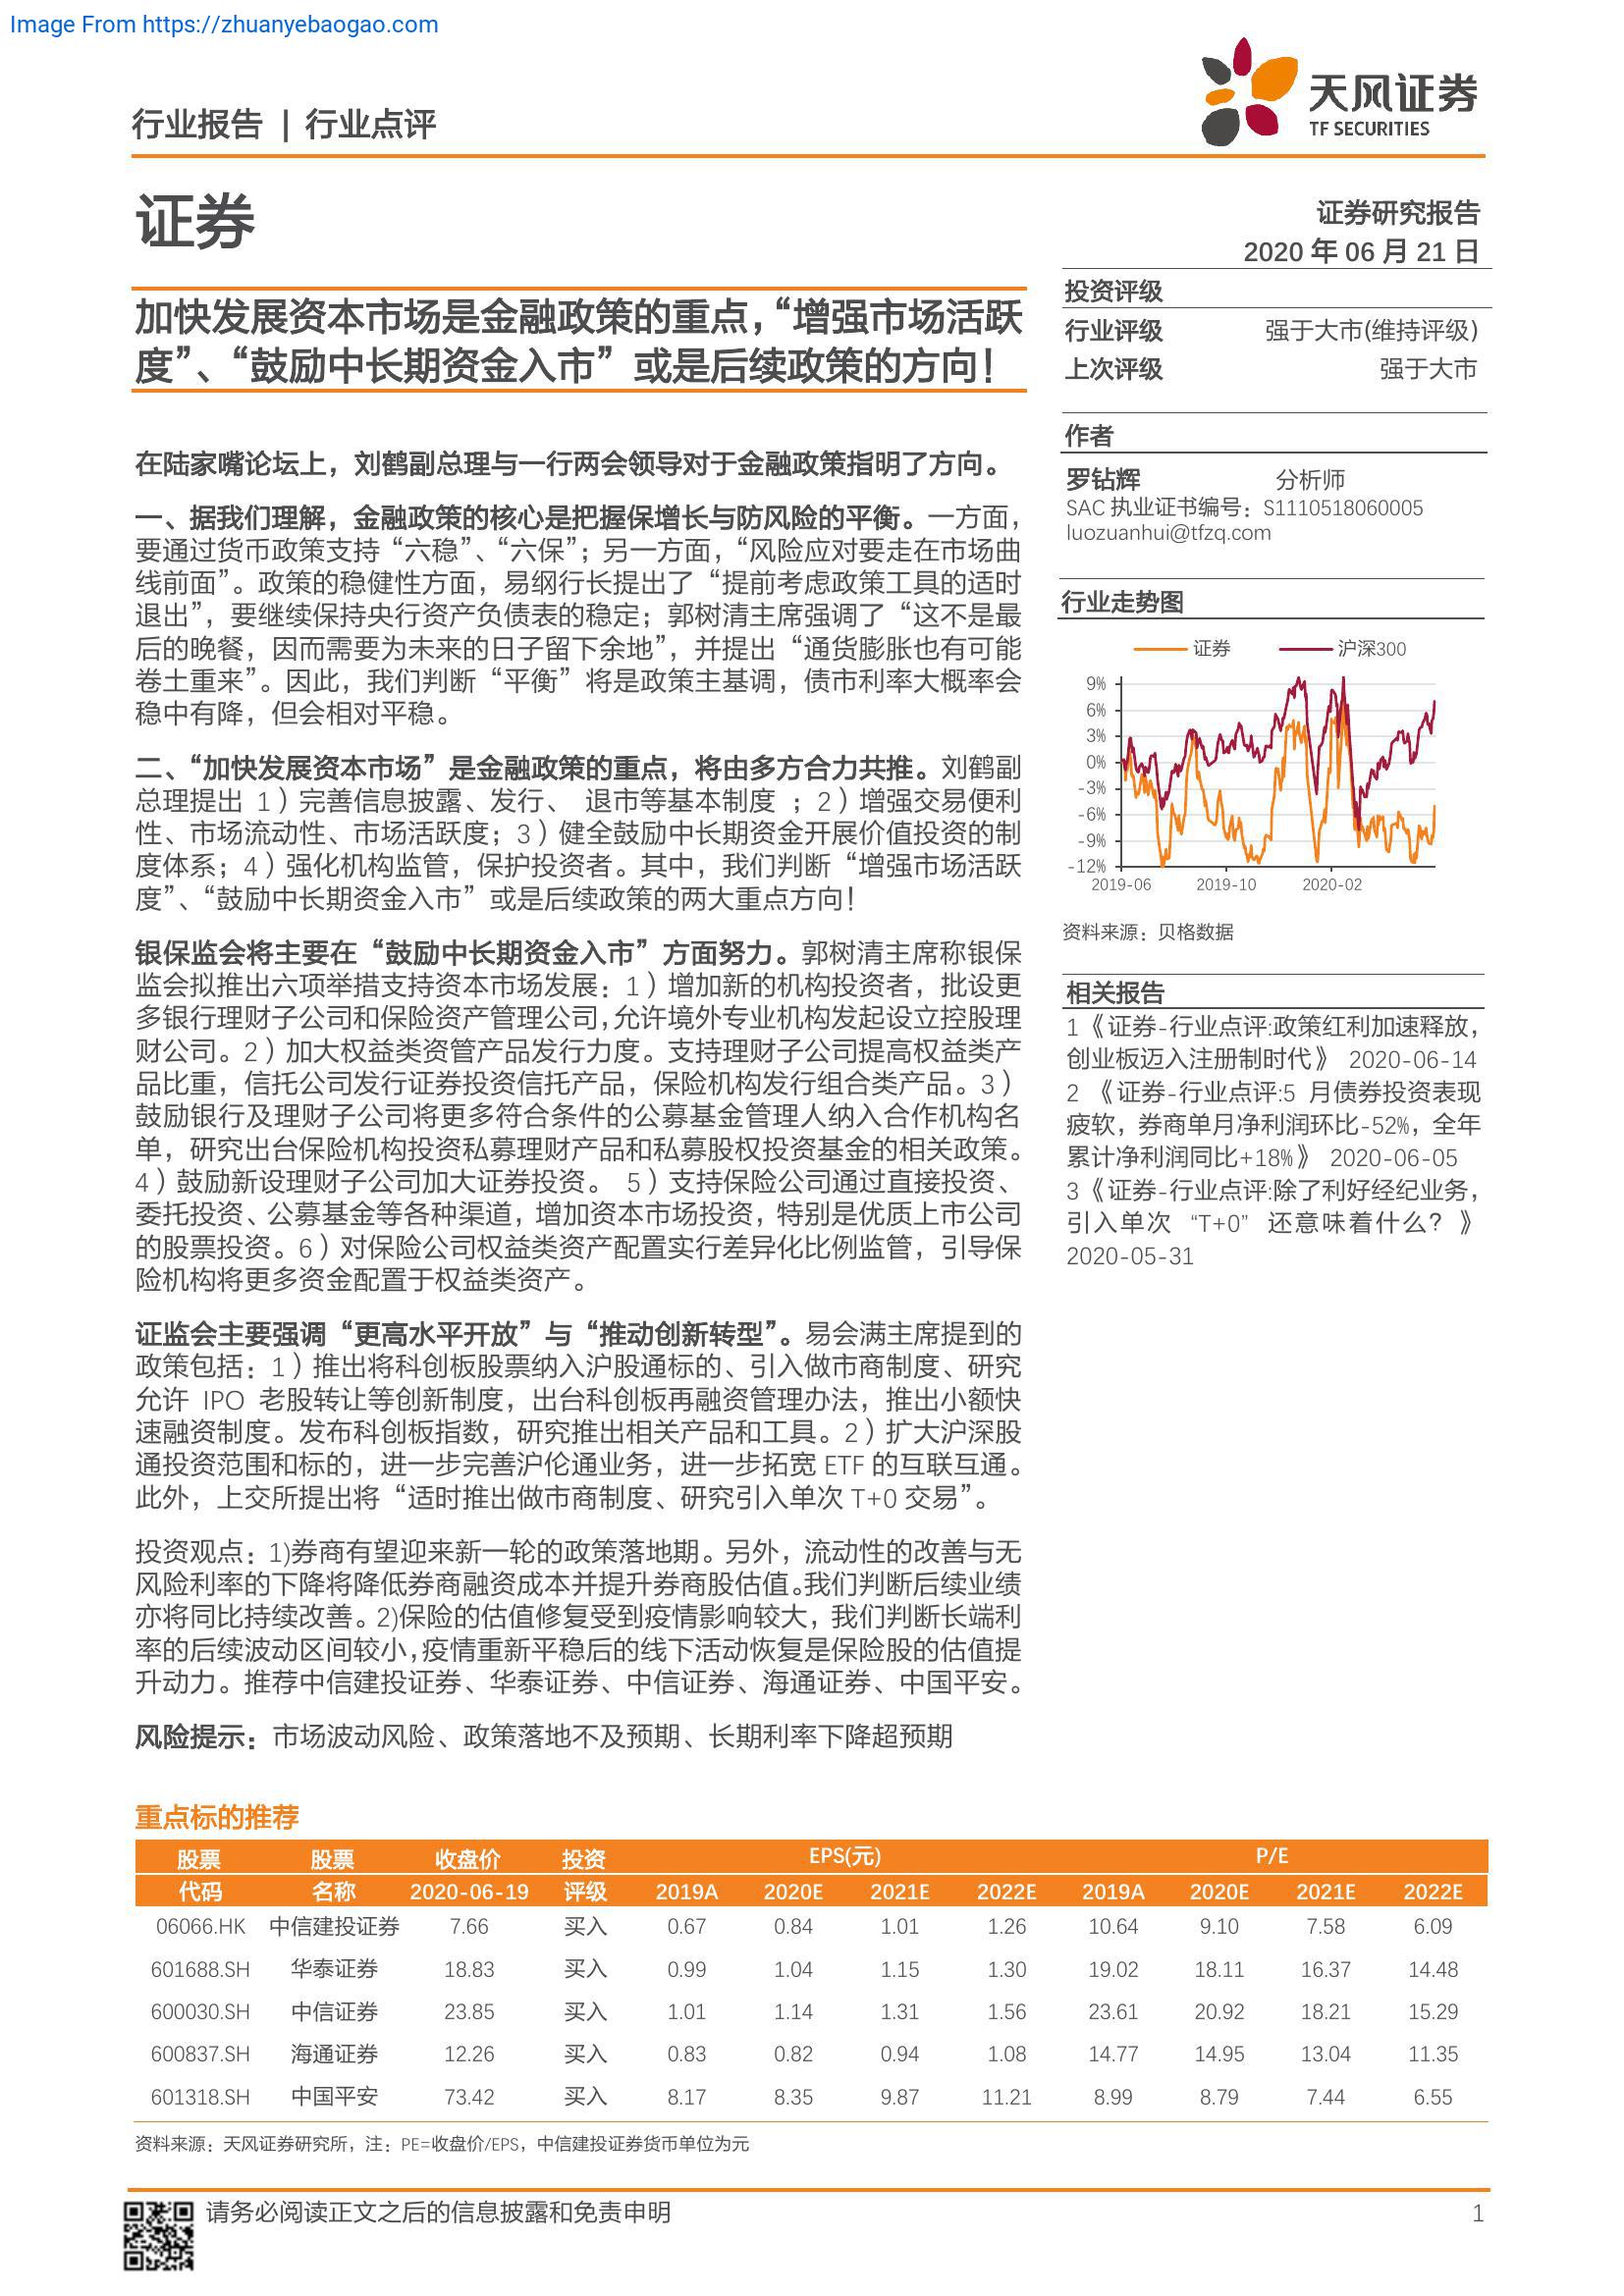 Image From https://zhuanyebaogao.com
行业报告 | 行业点评
天风证券
TF SECURITIES
证券
证券研究报告
2020 年 06 月 21 日
加快发展资本市场是金融政策的重点，“增强市场活跃
度”、“鼓励中长期资金入市”或是后续政策的方向！
在陆家嘴论坛上，刘鹤副总理与一行两会领导对于金融政策指明了方向。
一、据我们理解，金融政策的核心是把握保增长与防风险的平衡。一方面，
要通过货币政策支持“六稳”、“六保”；另一方面，“风险应对要走在市场曲
线前面”。政策的稳健性方面，易纲行长提出了“提前考虑政策工具的适时
退出”，要继续保持央行资产负债表的稳定；郭树清主席强调了“这不是最
后的晚餐，因而需要为未来的日子留下余地”，并提出“通货膨胀也有可能
卷土重来”。因此，我们判断“平衡”将是政策主基调，债市利率大概率会
稳中有降，但会相对平稳。
二、“加快发展资本市场”是金融政策的重点，将由多方合力共推。刘鹤副
总理提出 1）完善信息披露、发行、 退市等基本制度 ；2）增强交易便利
性、市场流动性、市场活跃度；3）健全鼓励中长期资金开展价值投资的制
度体系；4）强化机构监管，保护投资者。其中，我们判断“增强市场活跃
度”、“鼓励中长期资金入市”或是后续政策的两大重点方向！
银保监会将主要在“鼓励中长期资金入市”方面努力。郭树清主席称银保
监会拟推出六项举措支持资本市场发展：1）增加新的机构投资者，批设更
多银行理财子公司和保险资产管理公司，允许境外专业机构发起设立控股理
财公司。2）加大权益类资管产品发行力度。支持理财子公司提高权益类产
品比重，信托公司发行证券投资信托产品，保险机构发行组合类产品。3）
鼓励银行及理财子公司将更多符合条件的公募基金管理人纳入合作机构名
单，研究出台保险机构投资私募理财产品和私募股权投资基金的相关政策。
4）鼓励新设理财子公司加大证券投资。 5）支持保险公司通过直接投资、
委托投资、公募基金等各种渠道，增加资本市场投资，特别是优质上市公司
的股票投资。6）对保险公司权益类资产配置实行差异化比例监管，引导保
险机构将更多资金配置于权益类资产。
证监会主要强调“更高水平开放”与“推动创新转型”。易会满主席提到的
政策包括：1）推出将科创板股票纳入沪股通标的、引入做市商制度、研究
允许 IPO 老股转让等创新制度，出台科创板再融资管理办法，推出小额快
速融资制度。发布科创板指数，研究推出相关产品和工具。2）扩大沪深股
通投资范围和标的，进一步完善沪伦通业务，进一步拓宽 ETF 的互联互通。
此外，上交所提出将“适时推出做市商制度、研究引入单次 T+0 交易”。
投资观点：1)券商有望迎来新一轮的政策落地期。另外，流动性的改善与无
风险利率的下降将降低券商融资成本并提升券商股估值。我们判断后续业绩
亦将同比持续改善。2)保险的估值修复受到疫情影响较大，我们判断长端利
率的后续波动区间较小，疫情重新平稳后的线下活动恢复是保险股的估值提
升动力。推荐中信建投证券、华泰证券、中信证券、海通证券、中国平安。
风险提示：市场波动风险、政策落地不及预期、长期利率下降超预期
投资评级
行业评级 强于大市(维持评级)
上次评级 强于大市
作者
罗钻辉 分析师
SAC 执业证书编号：S1110518060005
luozuanhui@tfzq.com
行业走势图
证券 沪深300
9%
6%
3%
0%
-3%
-6%
-9%
-12%
2019-06 2019-10 2020-02
资料来源：贝格数据
相关报告
1《证券-行业点评:政策红利加速释放，
创业板迈入注册制时代》 2020-06-14
2 《证券-行业点评:5 月债券投资表现
疲软，券商单月净利润环比-52%，全年
累计净利润同比+18%》 2020-06-05
3《证券-行业点评:除了利好经纪业务，
引入单次 “T+0” 还意味着什么？》
2020-05-31
重点标的推荐
股票 股票 收盘价 投资 EPS(元) P/E
代码 名称 2020-06-19 评级 2019A 2020E 2021E 2022E 2019A 2020E 2021E 2022E
06066.HK 中信建投证券 7.66 买入 0.67 0.84 1.01 1.26 10.64 9.10 7.58 6.09
601688.SH 华泰证券 18.83 买入 0.99 1.04 1.15 1.30 19.02 18.11 16.37 14.48
600030.SH 中信证券 23.85 买入 1.01 1.14 1.31 1.56 23.61 20.92 18.21 15.29
600837.SH 海通证券 12.26 买入 0.83 0.82 0.94 1.08 14.77 14.95 13.04 11.35
601318.SH 中国平安 73.42 买入 8.17 8.35 9.87 11.21 8.99 8.79 7.44 6.55
资料来源：天风证券研究所，注：PE=收盘价/EPS，中信建投证券货币单位为元
请务必阅读正文之后的信息披露和免责申明 1